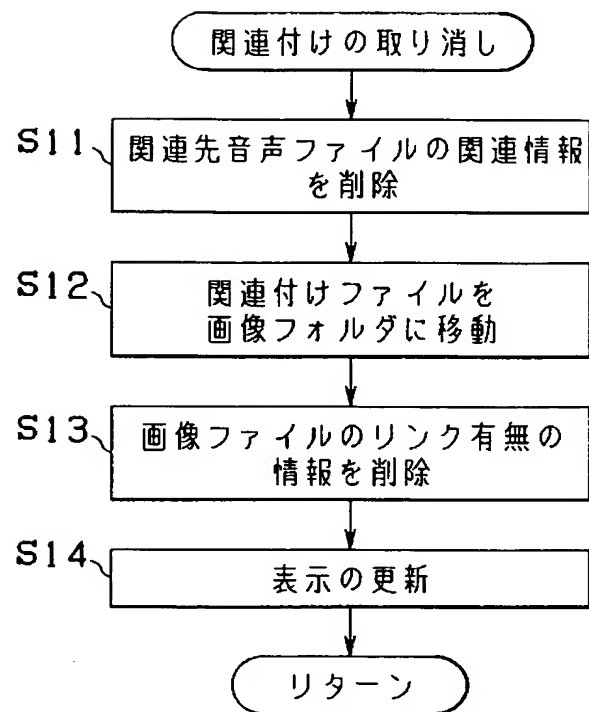 関連付けの取り消し
S11
関連先音声ファイルの関連情報
を削除
S12
関連付けファイルを
画像フォルダに移動
S13
画像ファイルのリンク有無の
情報を削除
S14
表示の更新
リターン